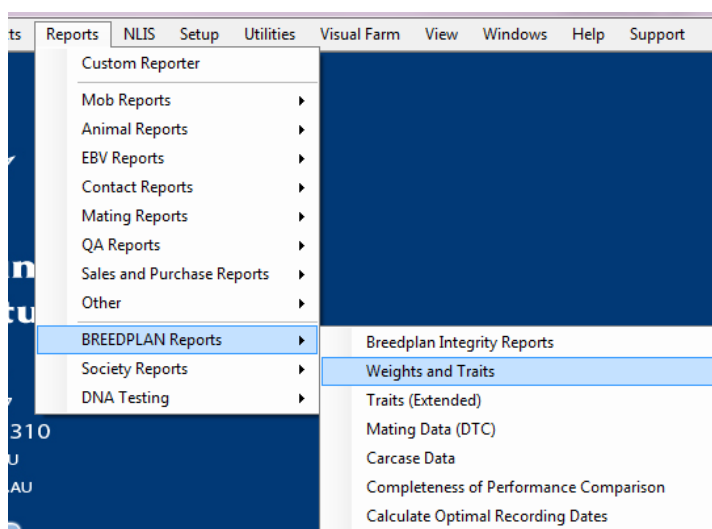 ts Reports NLIS Setup Utilities Visual Farm View Windows Help Support
Custom Reporter
Mob Reports
Animal Reports
EBV Reports
Contact Reports
Mating Reports
QA Reports
Sales and Purchase Reports
Other
BREEDPLAN Reports
Society Reports
DNA Testing
Breedplan Integrity Reports
Weights and Traits
Traits (Extended)
Mating Data (DTC)
Carcase Data
Completeness of Performance Comparison
Calculate Optimal Recording Dates
n
tu
310
U
.AU